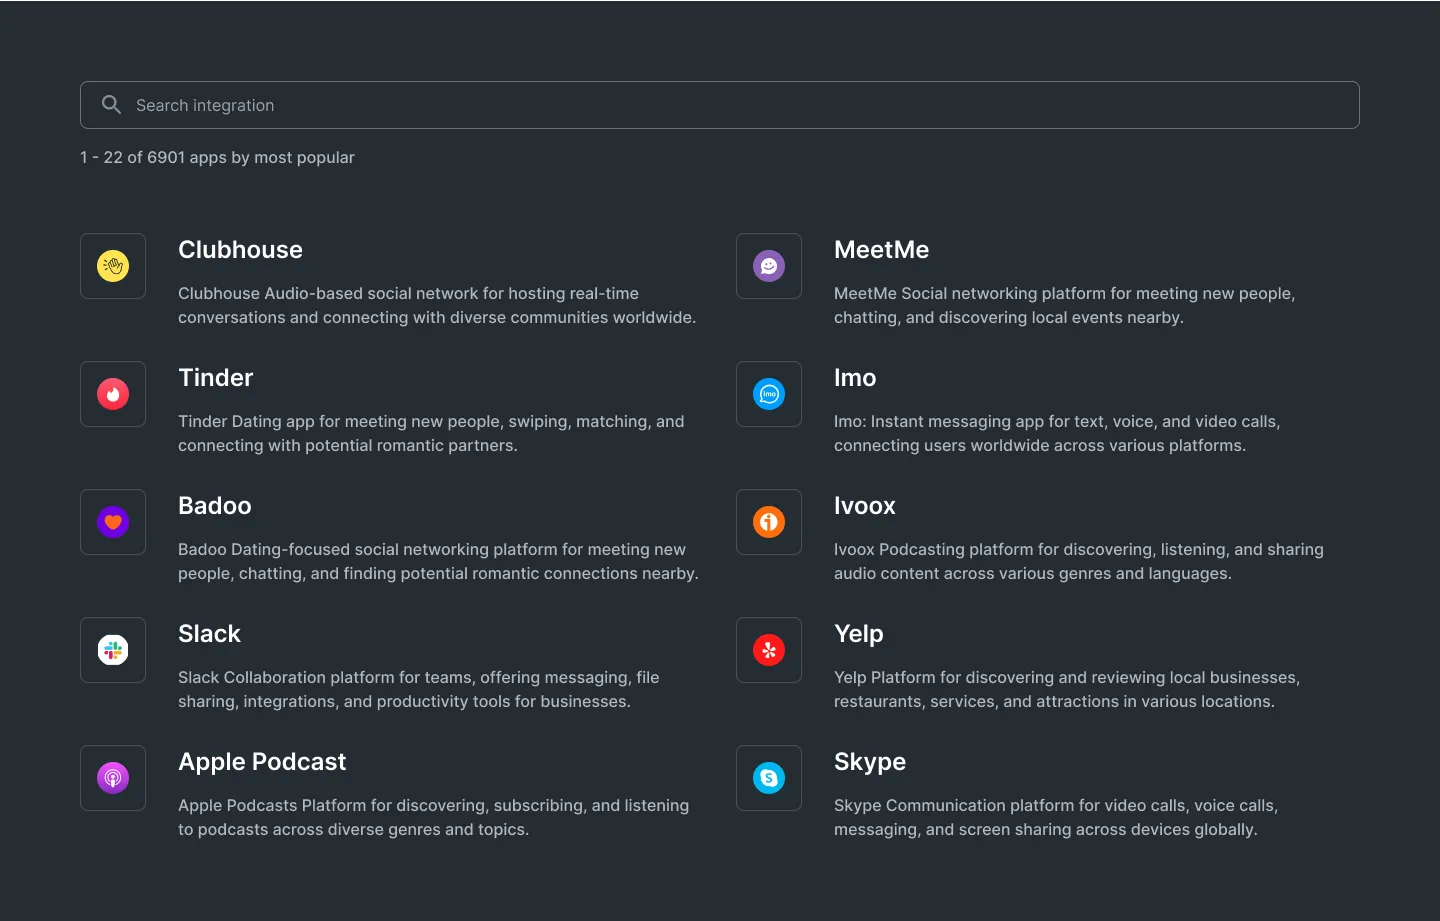 Search integration
1 - 22 of 6901 apps by most popular
Clubhouse
Clubhouse Audio-based social network for hosting real-time
conversations and connecting with diverse communities worldwide.
MeetMe
MeetMe Social networking platform for meeting new people,
chatting, and discovering local events nearby.
Tinder
Tinder Dating app for meeting new people, swiping, matching, and
connecting with potential romantic partners.
imo
Imo
Imo: Instant messaging app for text, voice, and video calls,
connecting users worldwide across various platforms.
Badoo
Badoo Dating-focused social networking platform for meeting new
people, chatting, and finding potential romantic connections nearby.
Ivoox
Ivoox Podcasting platform for discovering, listening, and sharing
audio content across various genres and languages.
Slack
Slack Collaboration platform for teams, offering messaging, file
sharing, integrations, and productivity tools for businesses.
Yelp
Yelp Platform for discovering and reviewing local businesses,
restaurants, services, and attractions in various locations.
Apple Podcast
Apple Podcasts Platform for discovering, subscribing, and listening
to podcasts across diverse genres and topics.
S
Skype
Skype Communication platform for video calls, voice calls,
messaging, and screen sharing across devices globally.